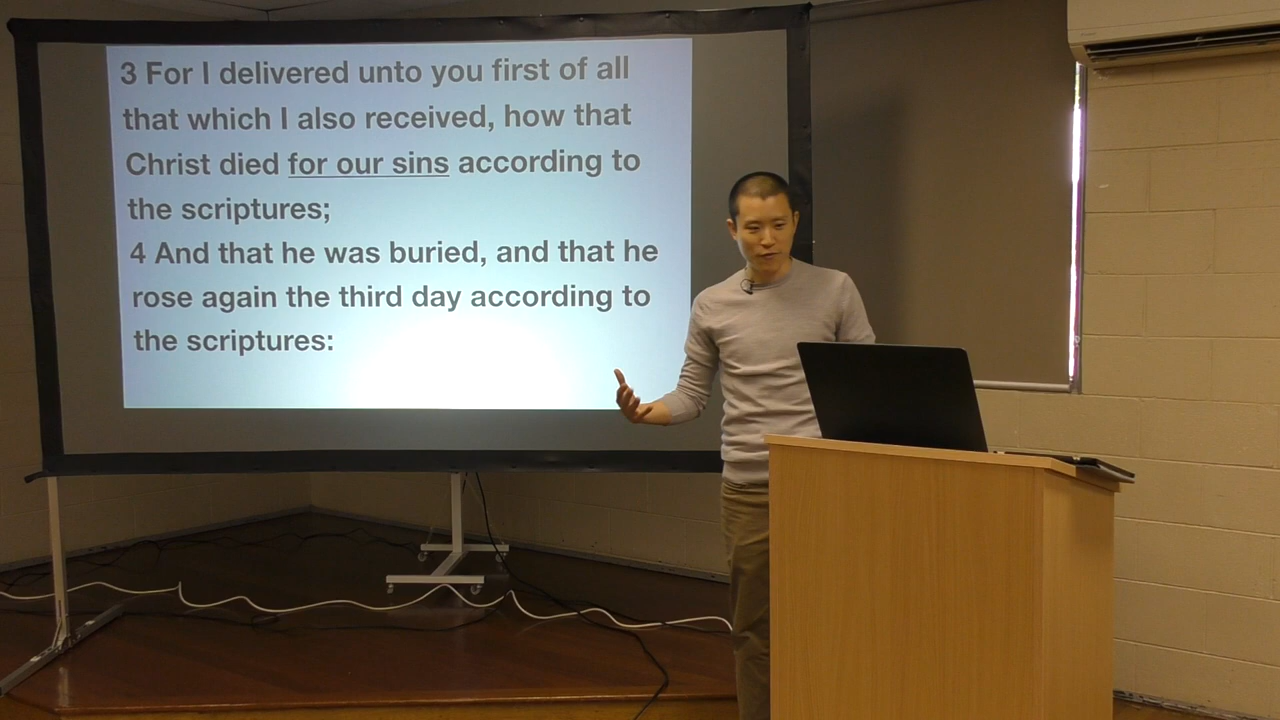 3 For I delivered unto you first of all
that which I also received, how that
Christ died for our sins according to
the scriptures;
4 And that he was buried, and that he
rose again the third day according to
the scriptures: